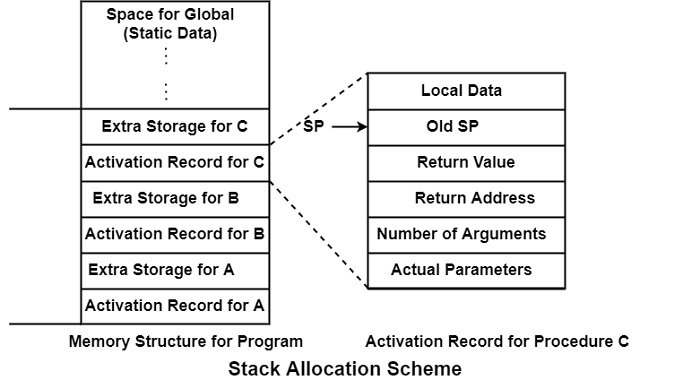 Space for Global
(Static Data)
Extra Storage for C
Activation Record for C
Extra Storage for B
Activation Record for B
Extra Storage for A
Activation Record for A
Memory Structure for Program
SP
Local Data
Old SP
Return Value
Return Address
Number of Arguments
Actual Parameters
Activation Record for Procedure C
Stack Allocation Scheme